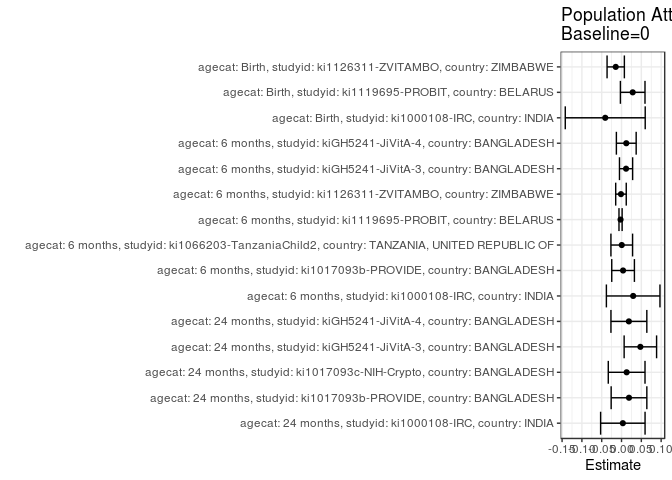 Population Att
Baseline=0
agecat: Birth, studyid: ki1126311-ZVITAMBO, country: ZIMBABWE
agecat: Birth, studyid: ki1119695-PROBIT, country: BELARUS
agecat: Birth, studyid: ki1000108-IRC, country: INDIA
agecat: 6 months, studyid: kiGH5241-JiVitA-4, country: BANGLADESH
agecat: 6 months, studyid: kiGH5241-JiVitA-3, country: BANGLADESH
agecat: 6 months, studyid: ki1126311-ZVITAMBO, country: ZIMBABWE
agecat: 6 months, studyid: ki1119695-PROBIT, country: BELARUS
agecat: 6 months, studyid: ki1066203-TanzaniaChild2, country: TANZANIA, UNITED REPUBLIC OF
agecat: 6 months, studyid: ki1017093b-PROVIDE, country: BANGLADESH
agecat: 6 months, studyid: ki1000108-IRC, country: INDIA
agecat: 24 months, studyid: kiGH5241-JiVitA-4, country: BANGLADESH
agecat: 24 months, studyid: kiGH5241-JiVitA-3, country: BANGLADESH
agecat: 24 months, studyid: ki1017093c-NIH-Crypto, country: BANGLADESH
agecat: 24 months, studyid: ki1017093b-PROVIDE, country: BANGLADESH
agecat: 24 months, studyid: ki1000108-IRC, country: INDIA
-0.15 -0.10 -0.05 0.00 0.05 0.10
Estimate